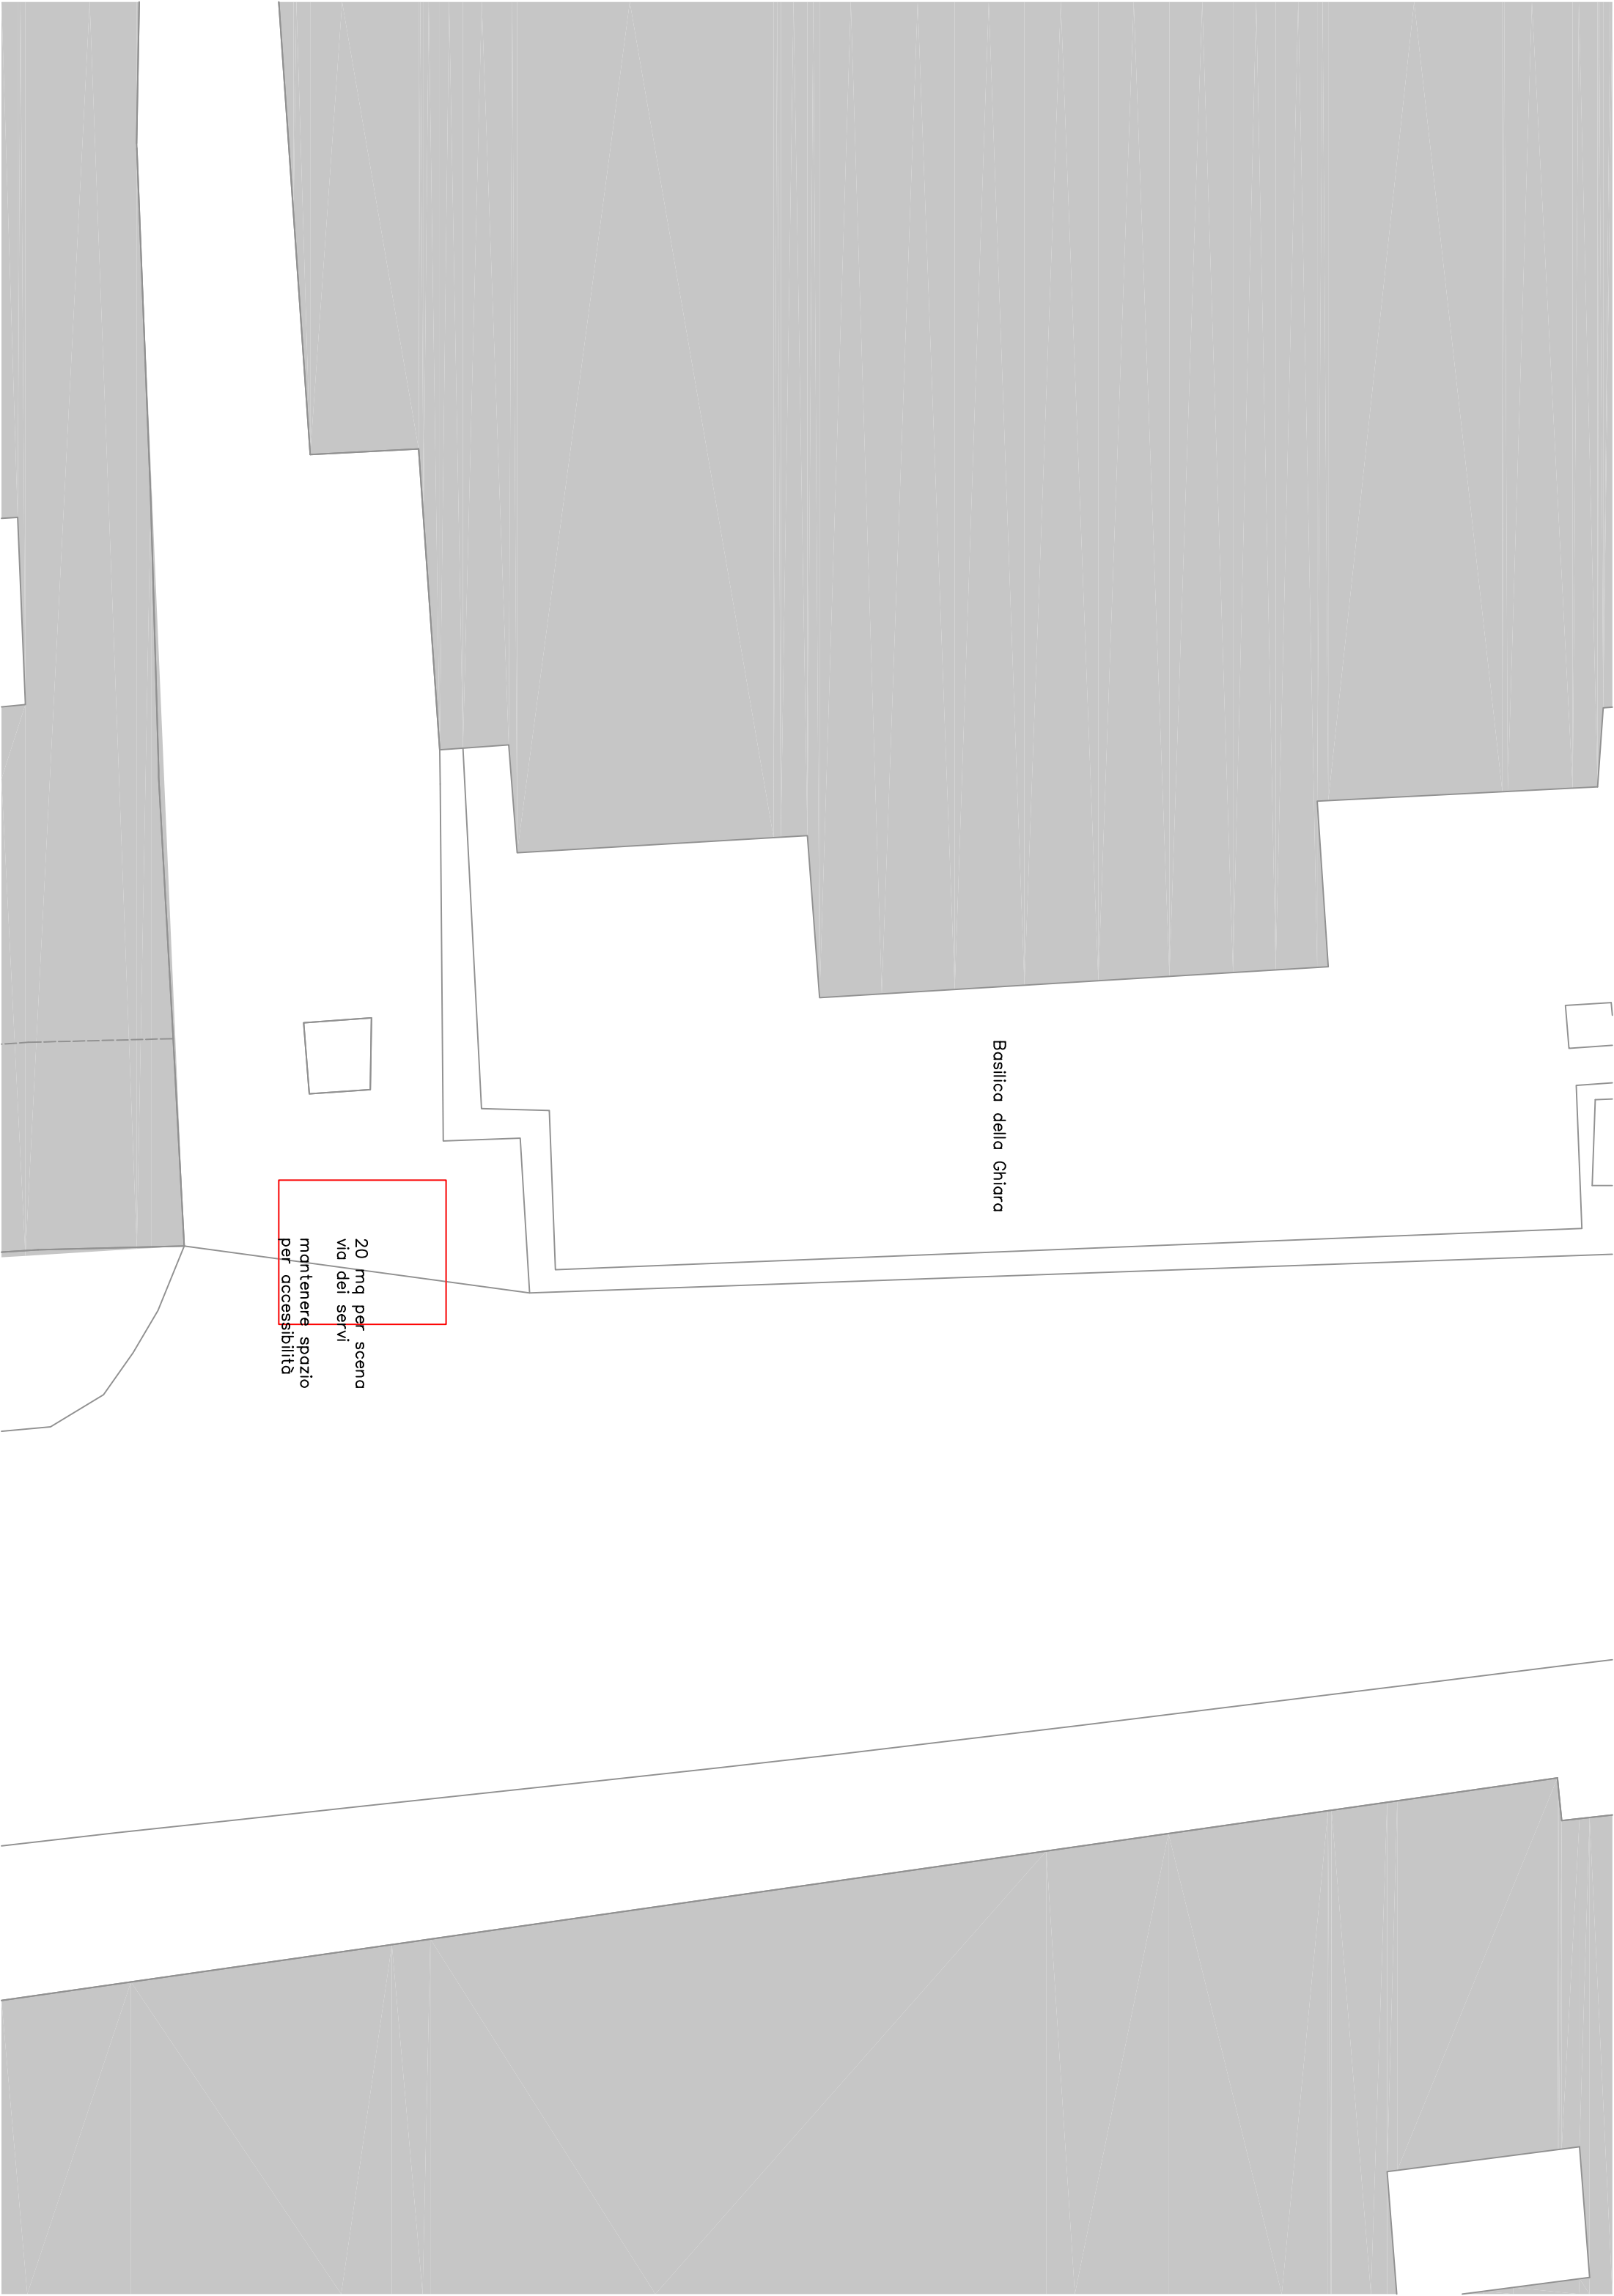 Basilica della Ghiara
20 mq per scena
via dei servi
mantenere spazio
per accessibilità